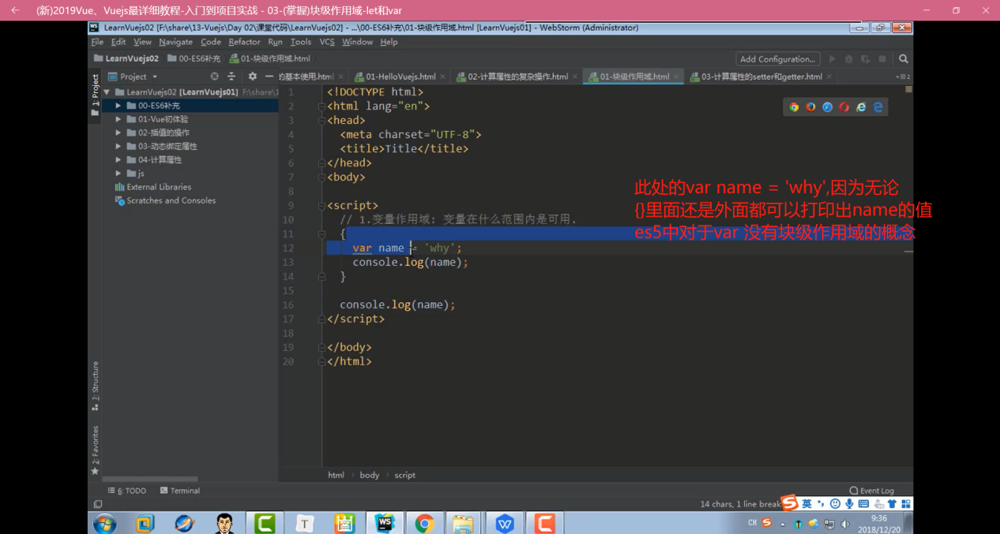 (新)2019Vue、Vuejs最详细教程-入门到项目实战 - 03-(掌握)块级作用域-let和var
LearnVuejs02 [F:\share\13-Vuejs\Day 02\课堂代码\LearnVuejs02] - ...\00-ES6补充\01-块级作用域.html [LearnVuejs01] - WebStorm (Administrator)
File Edit View Navigate Code Refactor Run Tools VCS Window Help
LearnVuejs02 00-ES6补充 01-块级作用域.html Add Configuration...
Project 的基本使用.html 01-HelloVuejs.html 02-计算属性的复杂操作.html 01-块级作用域.html 03-计算属性的setter和getter.html
1: Project
LearnVuejs02 [LearnVuejs01] F:\share\
00-ES6补充
01-Vue初体验
02-插值的操作
03-动态绑定属性
04-计算属性
js
External Libraries
Scratches and Consoles
7: Structure
2: Favorites
1 <!DOCTYPE html>
2 <html lang="en">
3 <head>
4 <meta charset="UTF-8">
5 <title>Title</title>
6 </head>
7 <body>
8
9 <script>
10 // 1.变量作用域: 变量在什么范围内是可用.
11 {
12 var name = 'why';
13 console.log(name);
14 }
15
16 console.log(name);
17 </script>
18
19 </body>
20 </html>
此处的var name = 'why',因为无论
{}里面还是外面都可以打印出name的值
es5中对于var 没有块级作用域的概念
html body script
6: TODO Terminal Event Log
14 chars, 1 line break
英
CH
9:36
2018/12/20